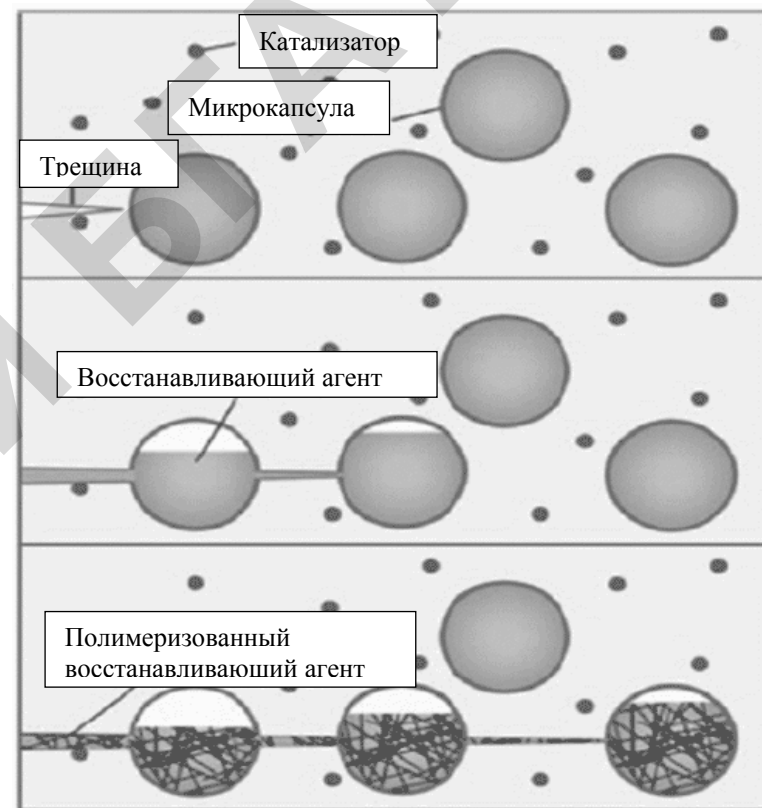 Катализатор
Микрокапсула
Трещина
Восстанавливающий агент
Полимеризованный
восстанавливаюший агент